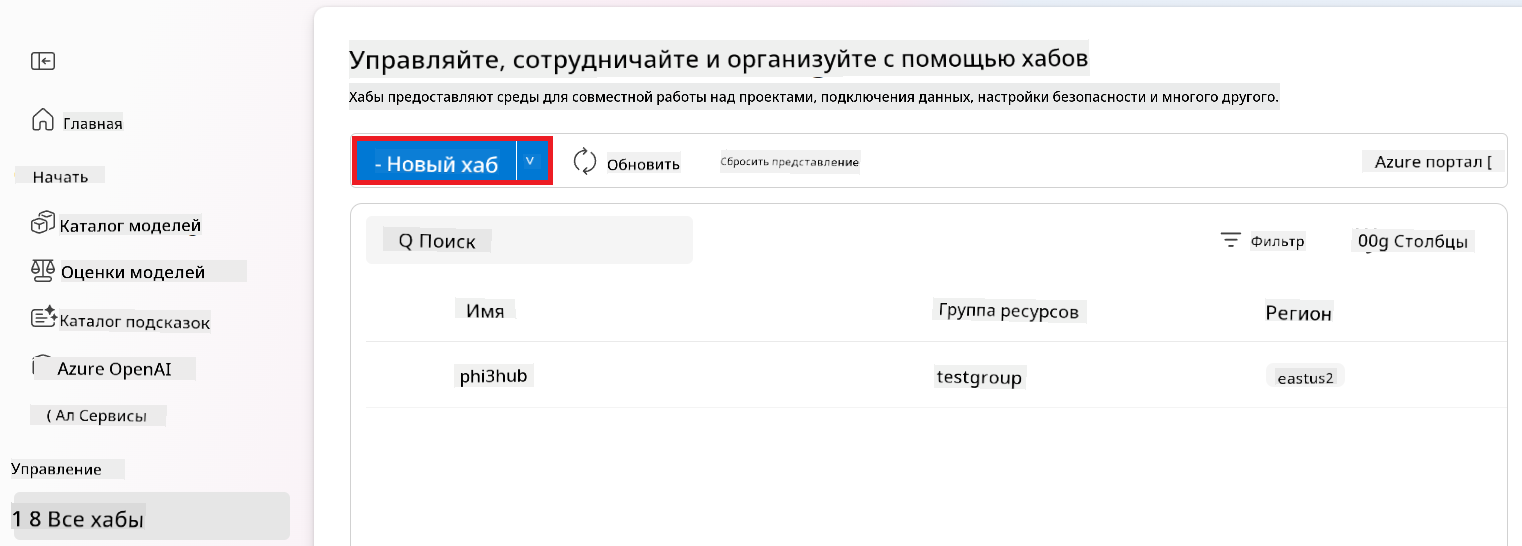 Главная
Начать
Каталог моделей
Оценки моделей
Каталог подсказок
Azure OpenAI
( Ал Сервисы
Управление
1 8 Все хабы
Управляйте, сотрудничайте и организуйте с помощью хабов
Хабы предоставляют среды для совместной работы над проектами, подключения данных, настройки безопасности и многого другого.
- Новый хаб v
Обновить
Сбросить представление
Azure портал [
Q Поиск
Фильтр
00g Столбцы
Имя Группа ресурсов Регион
phi3hub testgroup eastus2